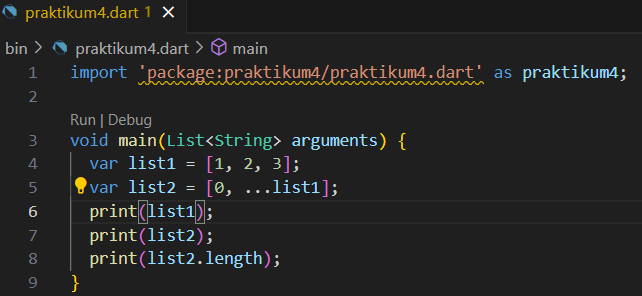 praktikum4.dart 1
bin > praktikum4.dart > main
1 import 'package:praktikum4/praktikum4.dart' as praktikum4;
2
Run | Debug
3 void main(List<String> arguments) {
4   var list1 = [1, 2, 3];
5   var list2 = [0, ...list1];
6   print(list1);
7   print(list2);
8   print(list2.length);
9 }